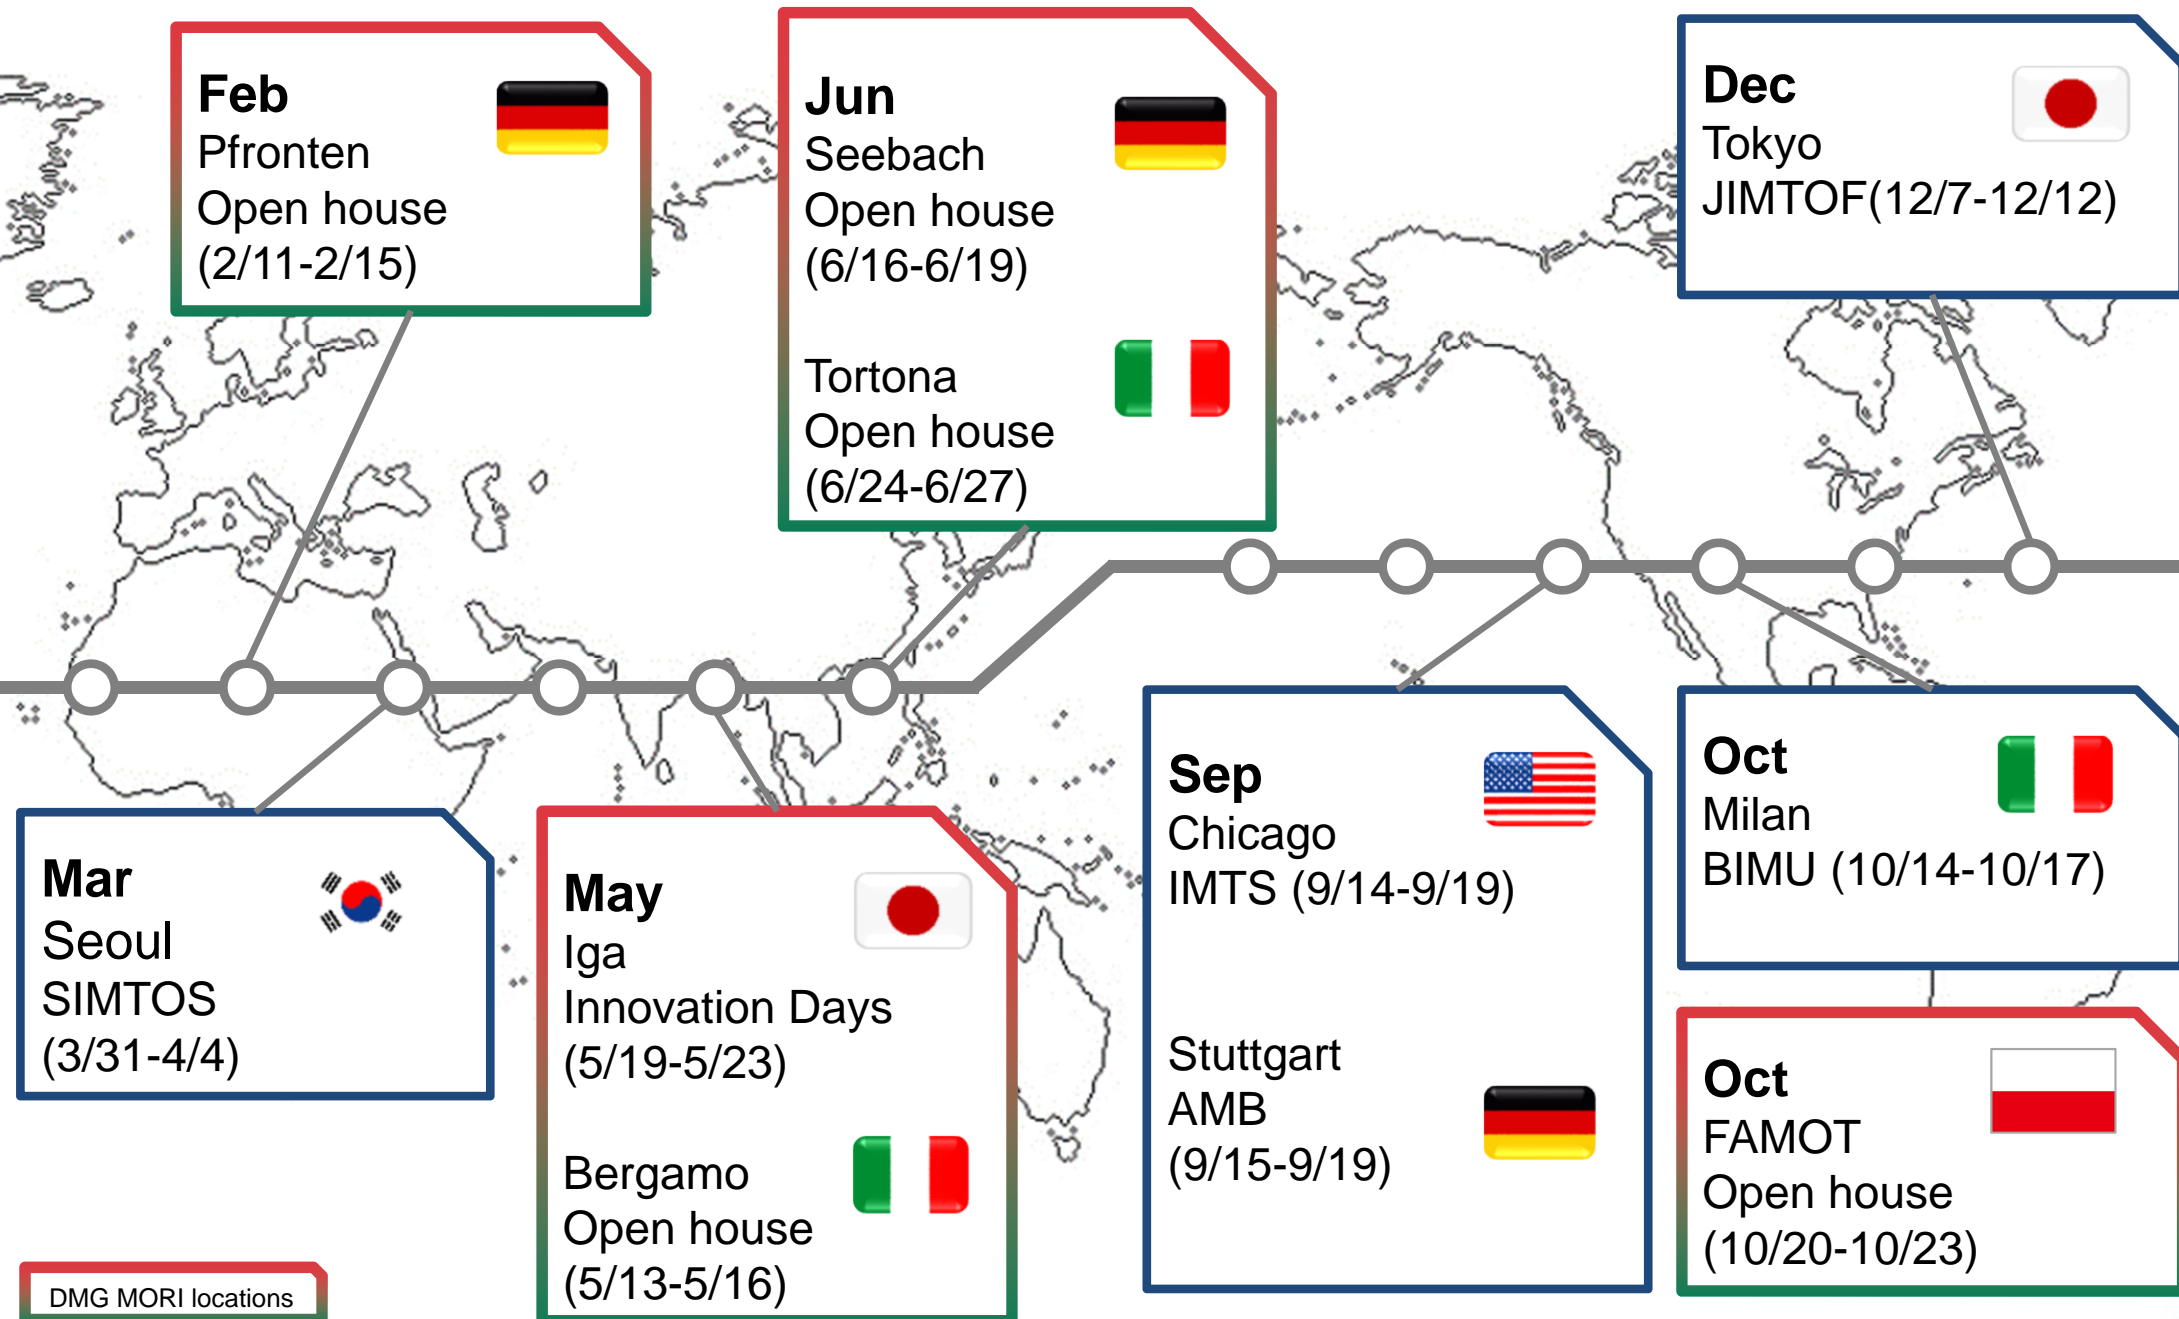 Feb
Pfronten
Open house
(2/11-2/15)
Jun
Seebach
Open house
(6/16-6/19)
Tortona
Open house
(6/24-6/27)
Dec
Tokyo
JIMTOF(12/7-12/12)
Mar
Seoul
SIMTOS
(3/31-4/4)
May
Iga
Innovation Days
(5/19-5/23)
Bergamo
Open house
(5/13-5/16)
Sep
Chicago
IMTS (9/14-9/19)
Stuttgart
AMB
(9/15-9/19)
Oct
Milan
BIMU (10/14-10/17)
Oct
FAMOT
Open house
(10/20-10/23)
DMG MORI locations